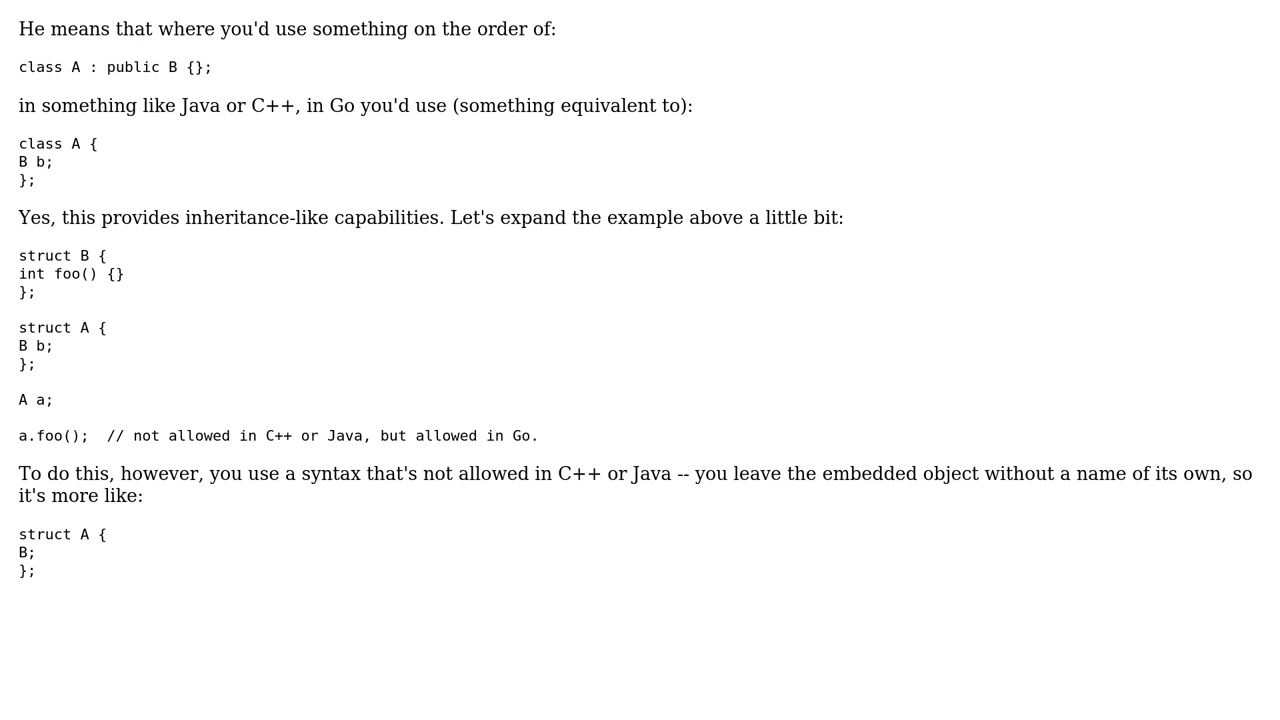 He means that where you'd use something on the order of:
class A : public B {};
in something like Java or C++, in Go you'd use (something equivalent to):
class A {
B b;
};
Yes, this provides inheritance-like capabilities. Let's expand the example above a little bit:
struct B {
int foo() {}
};
struct A {
B b;
};
A a;
a.foo();  // not allowed in C++ or Java, but allowed in Go.
To do this, however, you use a syntax that's not allowed in C++ or Java -- you leave the embedded object without a name of its own, so
it's more like:
struct A {
B;
};